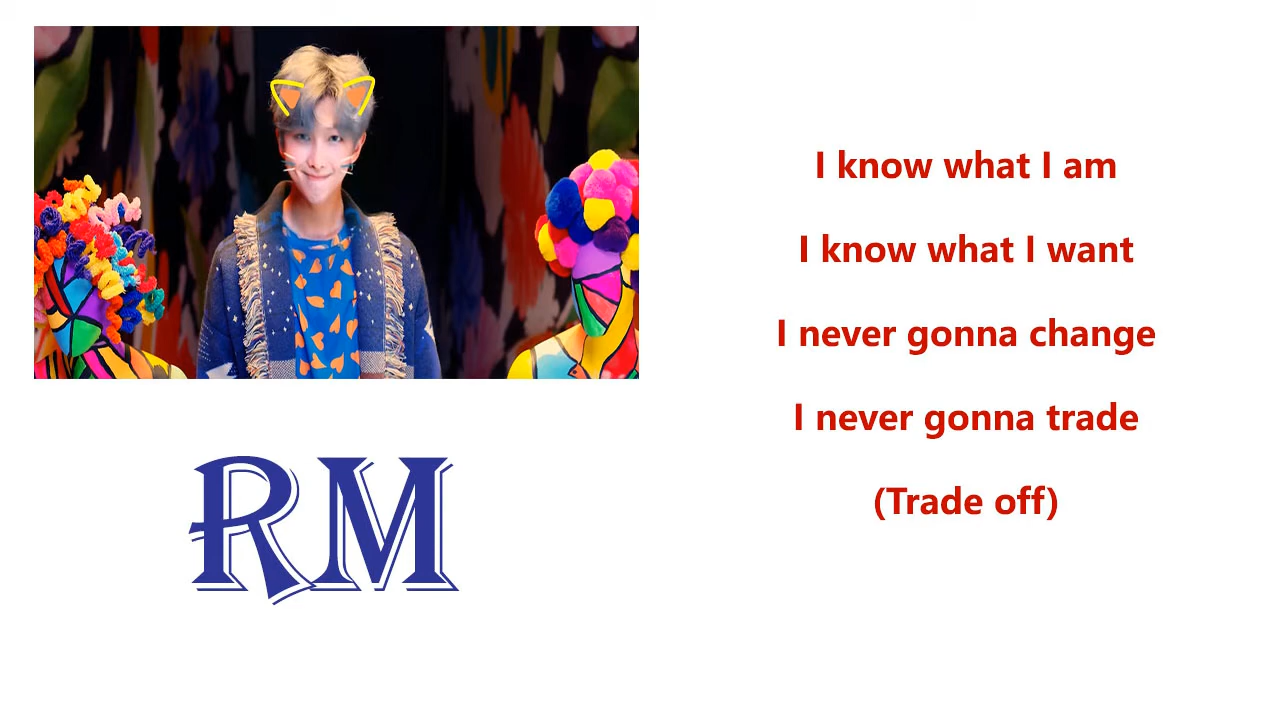 I know what I am
I know what I want
I never gonna change
I never gonna trade
(Trade off)
RM